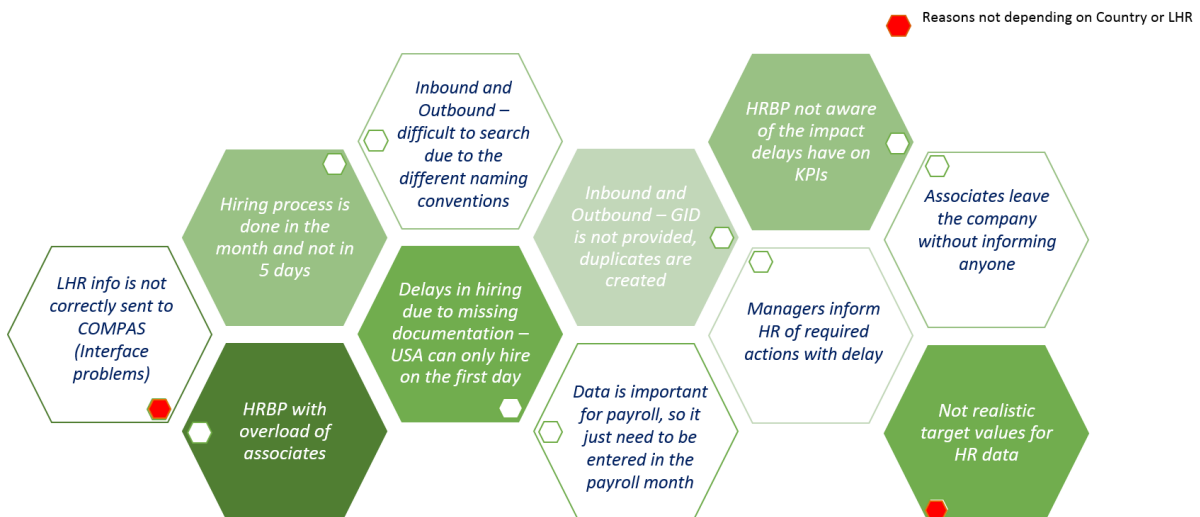 Reasons not depending on Country or LHR
Inbound and
Outbound –
difficult to search
due to the
different naming
conventions
HRBP not aware
of the impact
delays have on
KPIs
Hiring process is
done in the
month and not in
5 days
Inbound and
Outbound – GID
is not provided,
duplicates are
created
Associates leave
the company
without informing
anyone
LHR info is not
correctly sent to
COMPAS
(Interface
problems)
Delays in hiring
due to missing
documentation –
USA can only hire
on the first day
Managers inform
HR of required
actions with delay
HRBP with
overload of
associates
Data is important
for payroll, so it
just need to be
entered in the
payroll month
Not realistic
target values for
HR data